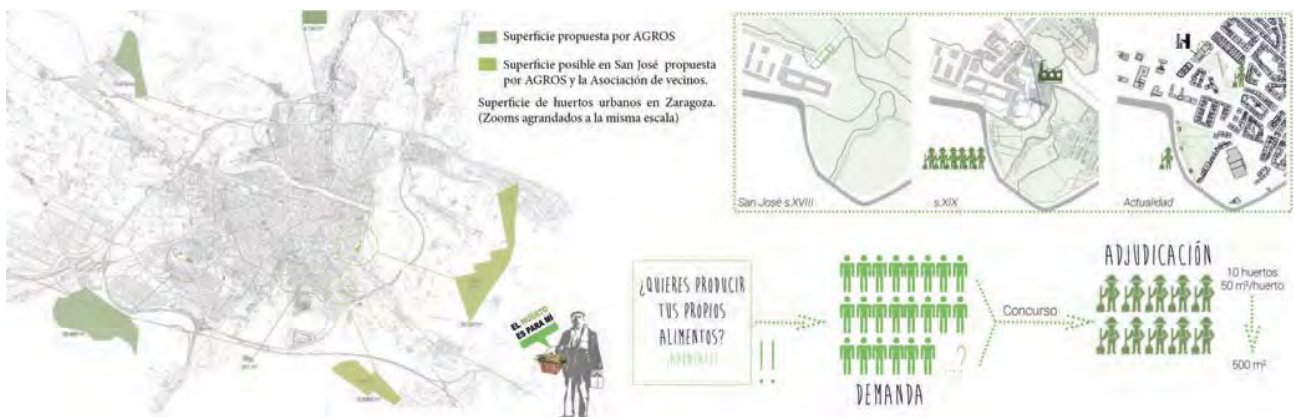 Superficie propuesta por AGROS
Superficie posible en San José propuesta
por AGROS y la Asociación de vecinos.
Superficie de huertos urbanos en Zaragoza.
(Zooms agrandados a la misma escala)
EL HUERTO
ES PARA MÍ
San José s.XVIII
s.XIX
Actualidad
¿QUIERES PRODUCIR
TUS PROPIOS
ALIMENTOS?
!!
?
DEMANDA
Concurso
ADJUDICACIÓN
10 huertos
50 m²/huerto
500 m²